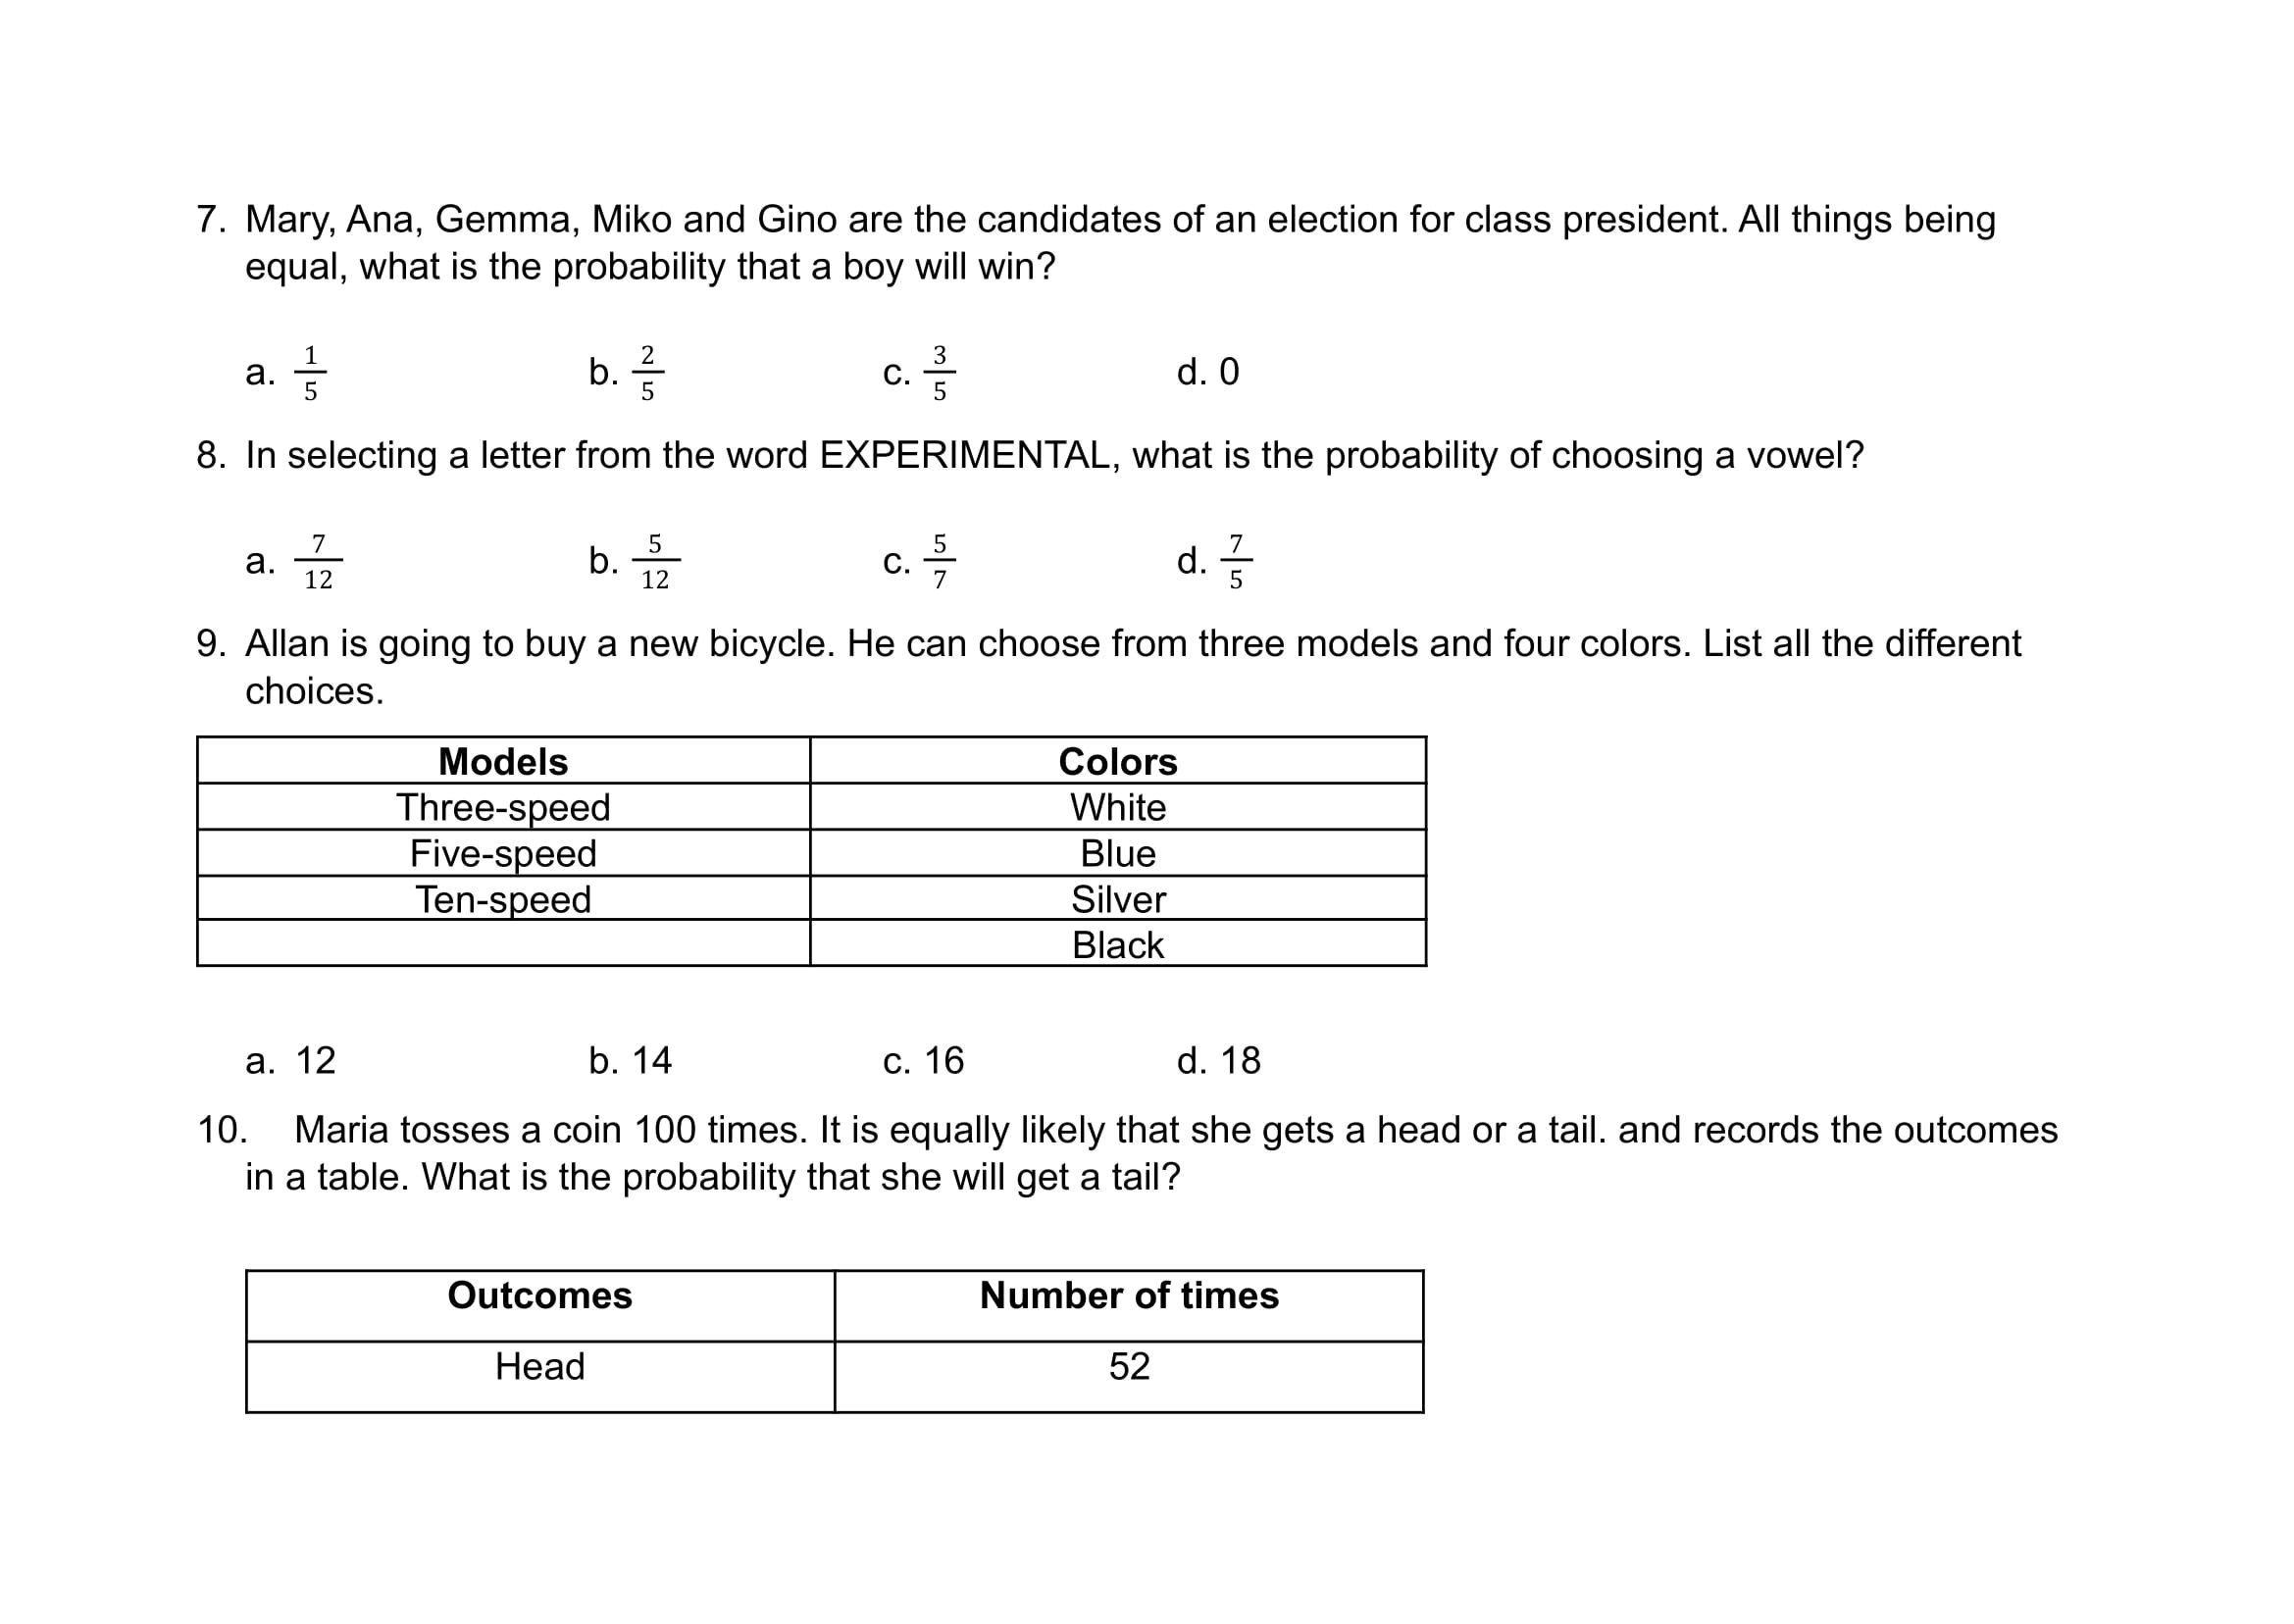 7. Mary, Ana, Gemma, Miko and Gino are the candidates of an election for class president. All things being
equal, what is the probability that a boy will win?
a. 1/5 b. 2/5 c. 3/5 d. 0
8. In selecting a letter from the word EXPERIMENTAL, what is the probability of choosing a vowel?
a. 7/12 b. 5/12 c. 5/7 d. 7/5
9. Allan is going to buy a new bicycle. He can choose from three models and four colors. List all the different
choices.
Models Colors
Three-speed White
Five-speed Blue
Ten-speed Silver
Black
a. 12 b. 14 c. 16 d. 18
10. Maria tosses a coin 100 times. It is equally likely that she gets a head or a tail. and records the outcomes
in a table. What is the probability that she will get a tail?
Outcomes Number of times
Head 52